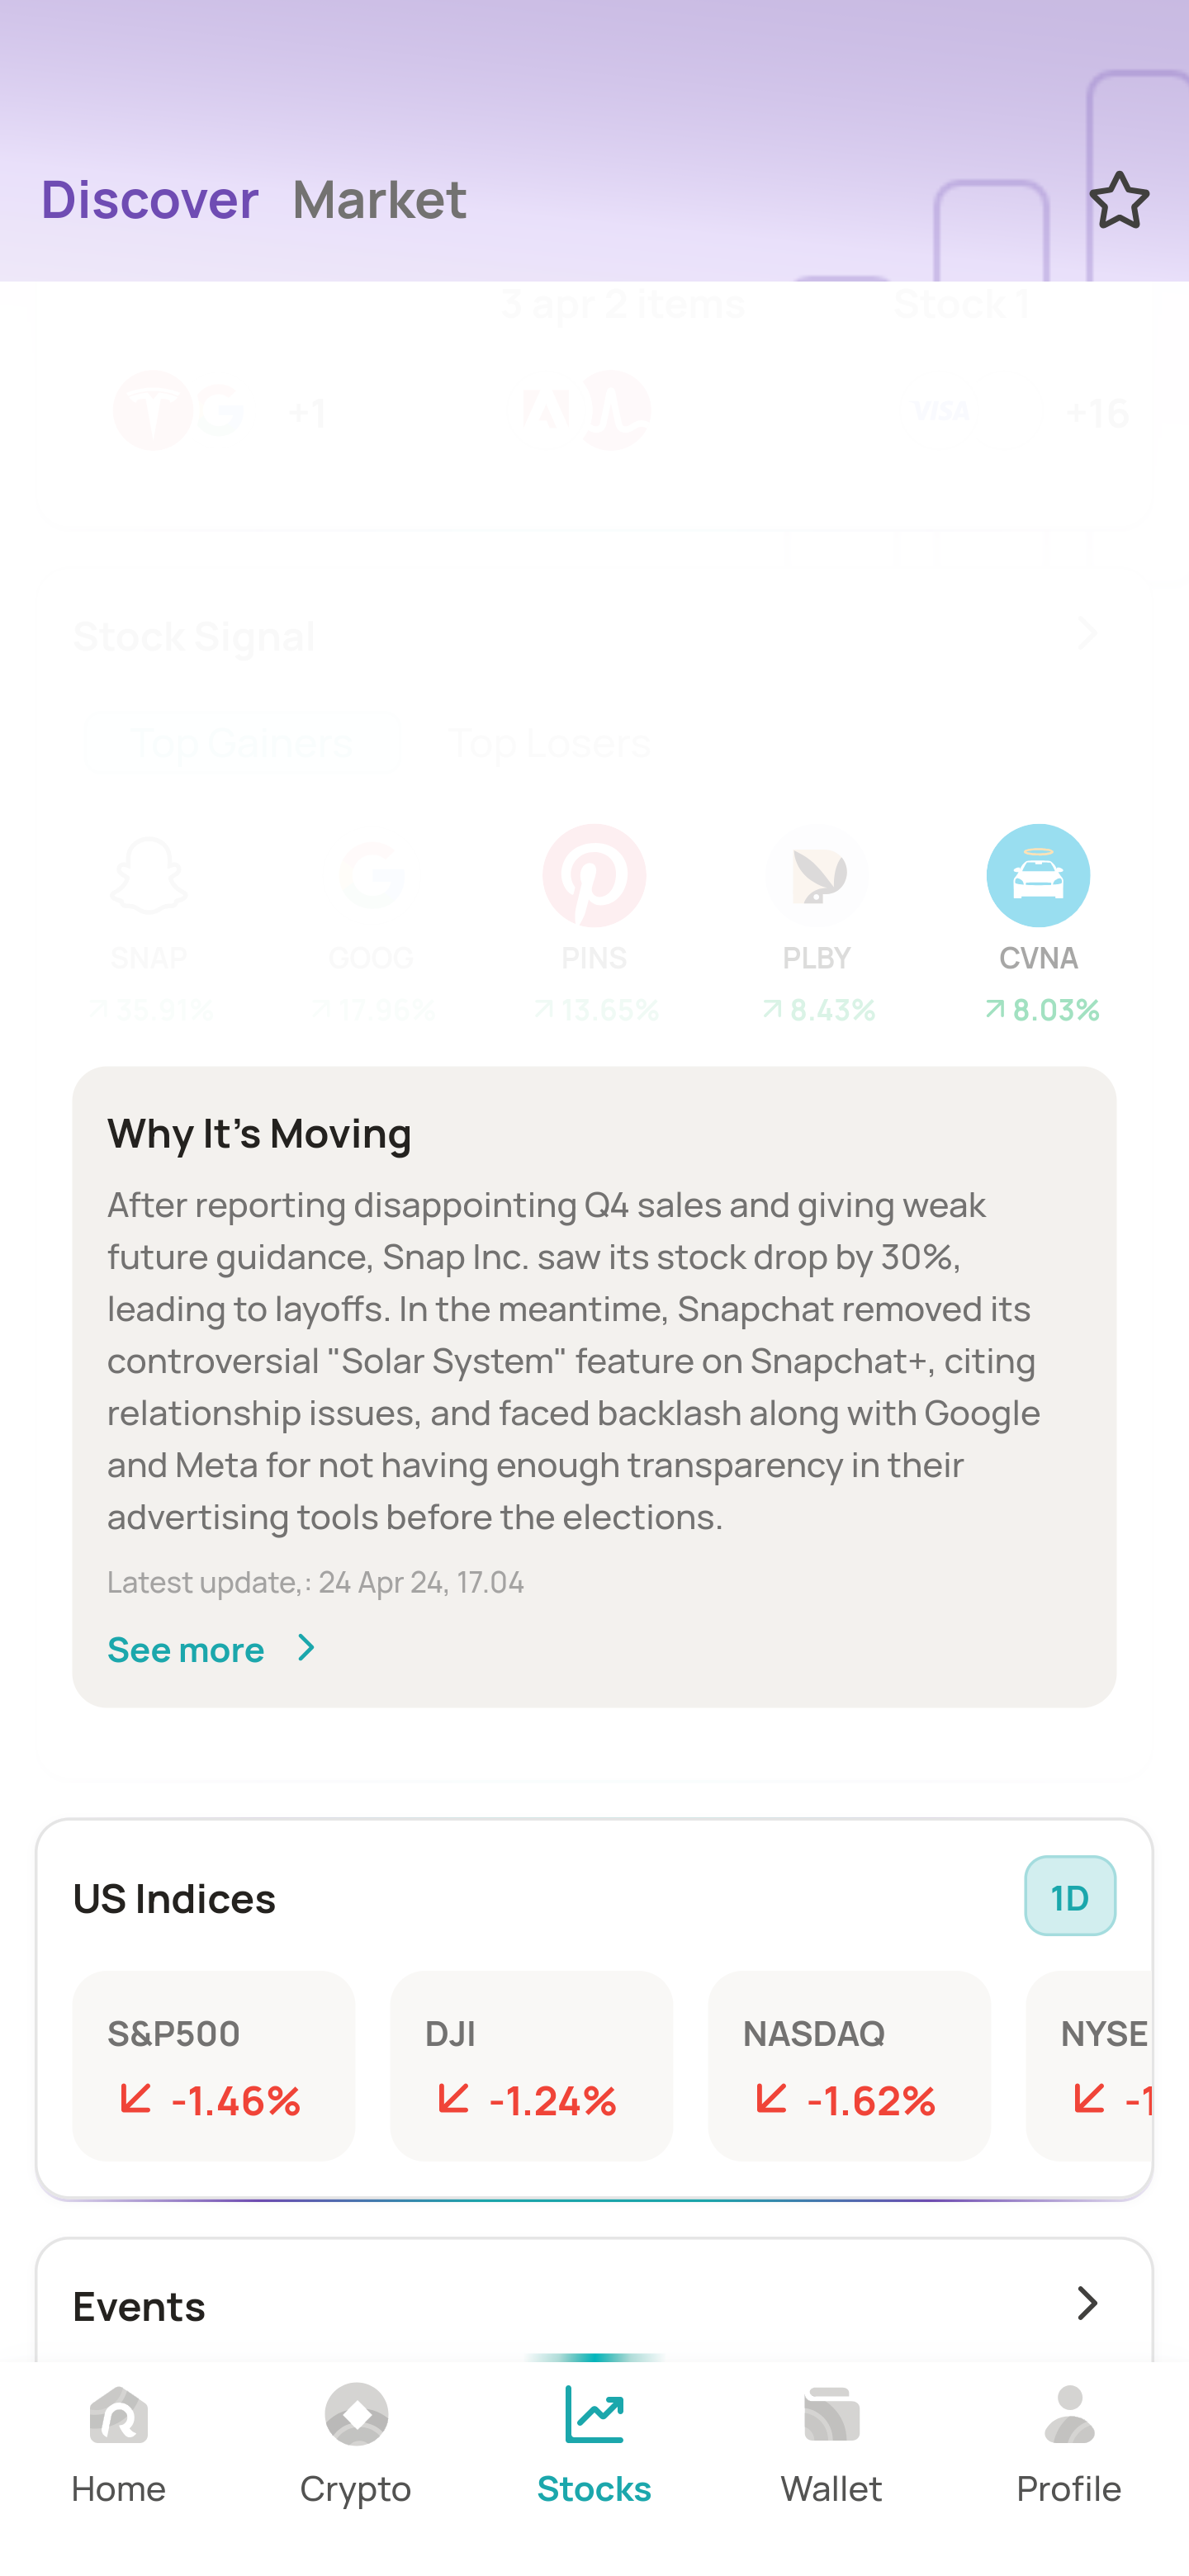 Discover Market
3 apr 2 items Stock 1
+1 VISA +16
Stock Signal
Top Gainers Top Losers
SNAP GOOG PINS PLBY CVNA
35.91% 17.96% 13.65% 8.43% 8.03%
Why It's Moving
After reporting disappointing Q4 sales and giving weak
future guidance, Snap Inc. saw its stock drop by 30%,
leading to layoffs. In the meantime, Snapchat removed its
controversial "Solar System" feature on Snapchat+, citing
relationship issues, and faced backlash along with Google
and Meta for not having enough transparency in their
advertising tools before the elections.
Latest update,: 24 Apr 24, 17.04
See more
US Indices 1D
S&P500 DJI NASDAQ NYSE
-1.46% -1.24% -1.62% -1
Events
Home Crypto Stocks Wallet Profile